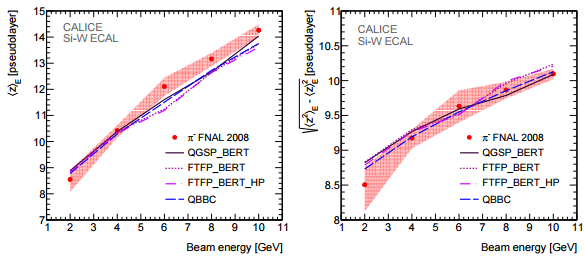 ⟨z⟩E [pseudolayer]
15
14
13
12
11
10
9
8
7
CALICE
Si-W ECAL
π- FNAL 2008
QGSP_BERT
FTFP_BERT
FTFP_BERT_HP
QBBC
1 2 3 4 5 6 7 8 9 10 11
Beam energy [GeV]
√⟨z²⟩E - ⟨z⟩²E [pseudolayer]
11
10.5
10
9.5
9
8.5
8
CALICE
Si-W ECAL
π- FNAL 2008
QGSP_BERT
FTFP_BERT
FTFP_BERT_HP
QBBC
1 2 3 4 5 6 7 8 9 10 11
Beam energy [GeV]